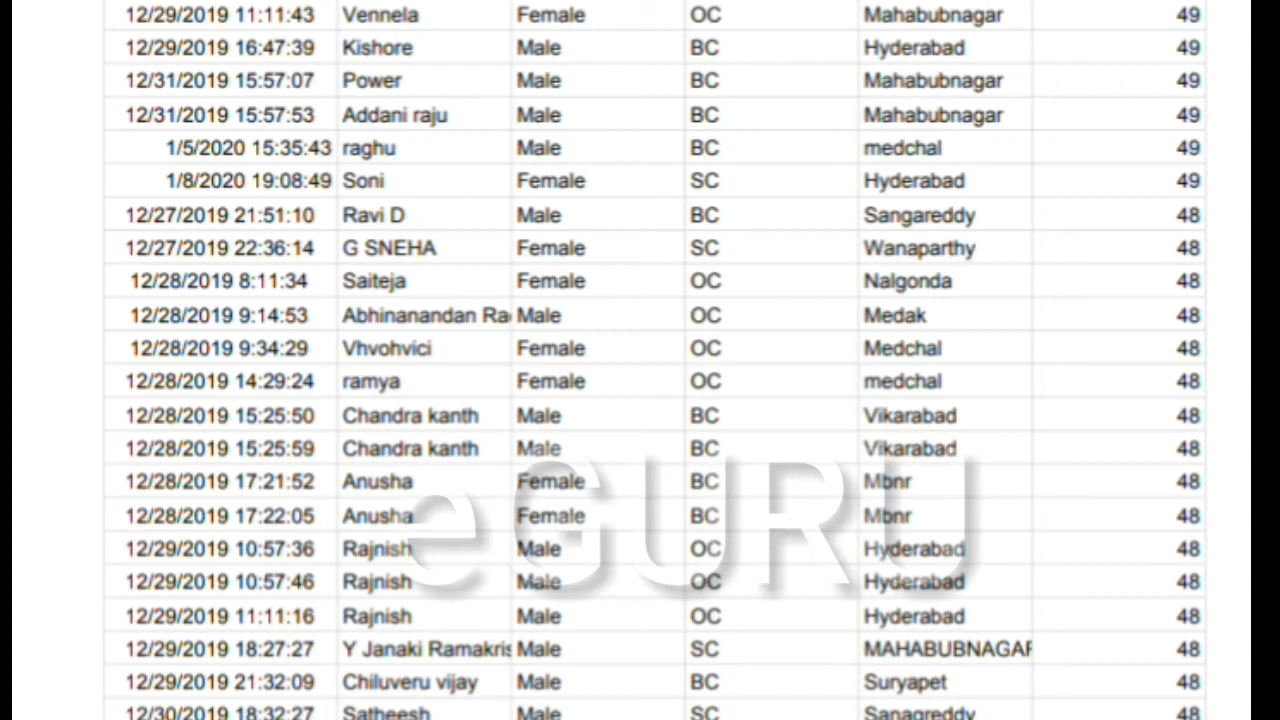 12/29/2019 11:11:43 Vennela Female OC Mahabubnagar 49
12/29/2019 16:47:39 Kishore Male BC Hyderabad 49
12/31/2019 15:57:07 Power Male BC Mahabubnagar 49
12/31/2019 15:57:53 Addani raju Male BC Mahabubnagar 49
1/5/2020 15:35:43 raghu Male BC medchal 49
1/8/2020 19:08:49 Soni Female SC Hyderabad 49
12/27/2019 21:51:10 Ravi D Male BC Sangareddy 48
12/27/2019 22:36:14 G SNEHA Female SC Wanaparthy 48
12/28/2019 8:11:34 Saiteja Female OC Nalgonda 48
12/28/2019 9:14:53 Abhinanandan Ra Male OC Medak 48
12/28/2019 9:34:29 Vhvohvici Female OC Medchal 48
12/28/2019 14:29:24 ramya Female OC medchal 48
12/28/2019 15:25:50 Chandra kanth Male BC Vikarabad 48
12/28/2019 15:25:59 Chandra kanth Male BC Vikarabad 48
12/28/2019 17:21:52 Anusha Female BC Mbnr 48
12/28/2019 17:22:05 Anusha Female BC Mbnr 48
12/29/2019 10:57:36 Rajnish Male OC Hyderabad 48
12/29/2019 10:57:46 Rajnish Male OC Hyderabad 48
12/29/2019 11:11:16 Rajnish Male OC Hyderabad 48
12/29/2019 18:27:27 Y Janaki Ramakris Male SC MAHABUBNAGAR 48
12/29/2019 21:32:09 Chiluveru vijay Male BC Suryapet 48
12/30/2019 18:32:27 Satheesh Male SC Sangreddy 48
eGURU